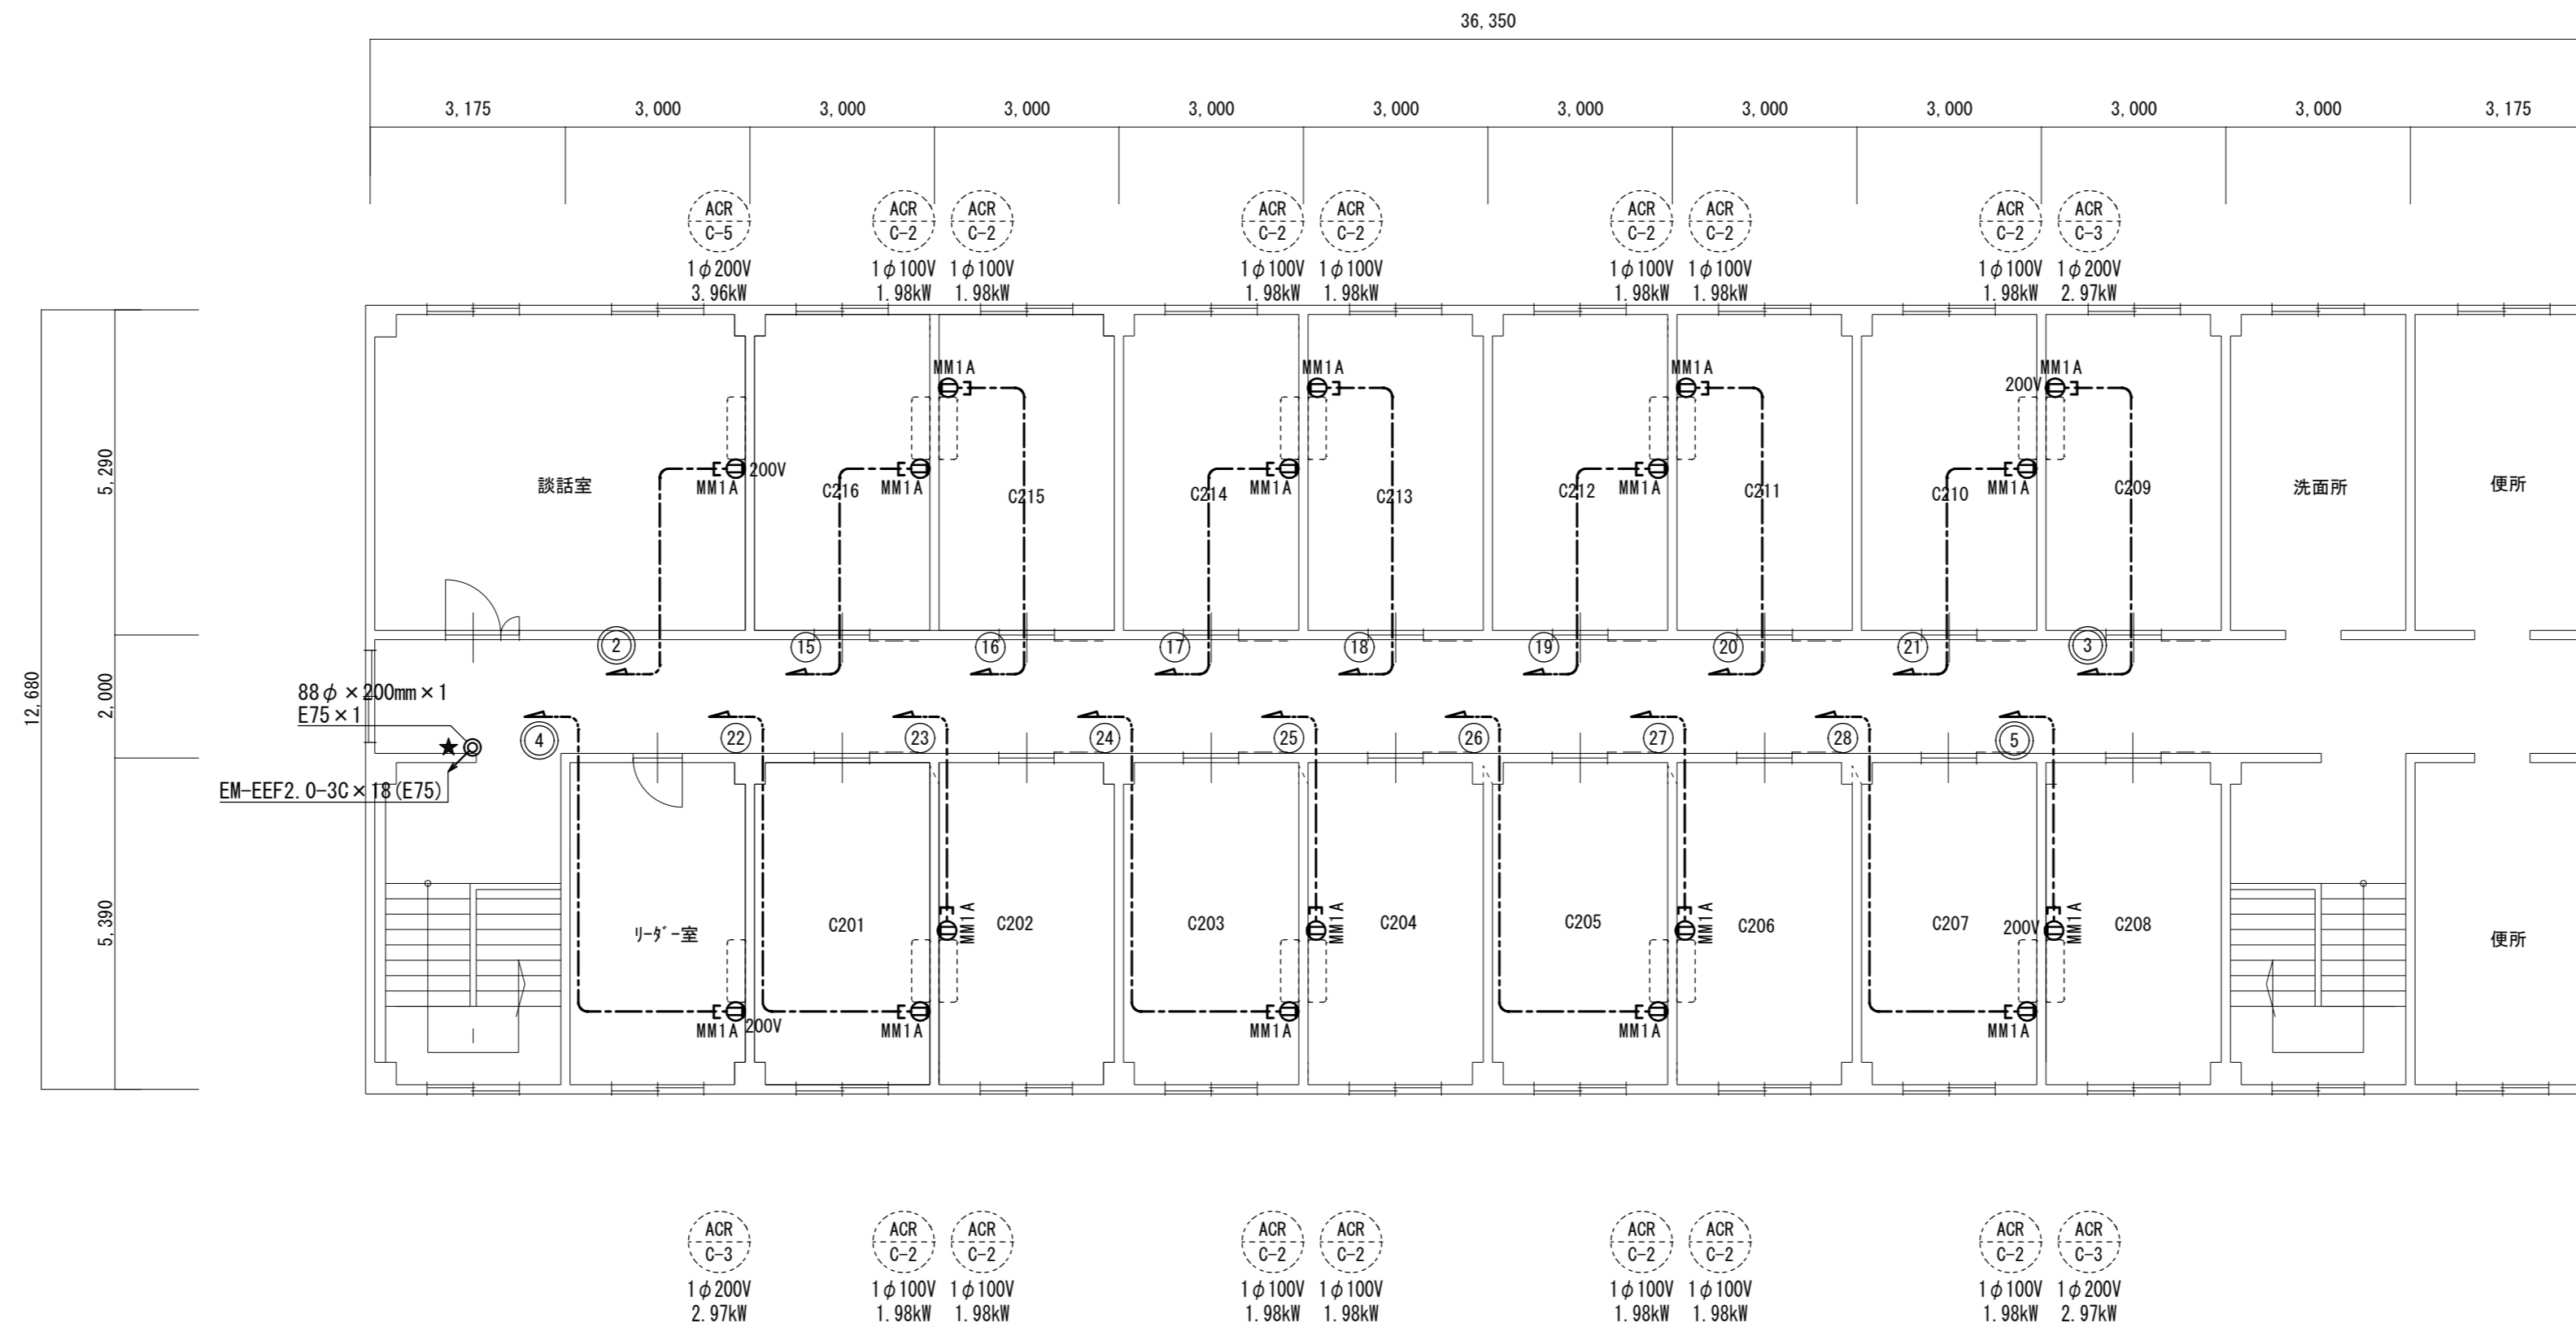 36,350
3,175 3,000 3,000 3,000 3,000 3,000 3,000 3,000 3,000 3,000 3,000 3,175
ACR ACR ACR ACR ACR ACR ACR ACR ACR
C-5 C-2 C-2 C-2 C-2 C-2 C-2 C-2 C-3
1φ200V 1φ100V 1φ100V 1φ100V 1φ100V 1φ100V 1φ100V 1φ100V 1φ200V
3.96kW 1.98kW 1.98kW 1.98kW 1.98kW 1.98kW 1.98kW 1.98kW 2.97kW
MM1A MM1A MM1A MM1A
200V
200V
MM1A MM1A MM1A MM1A MM1A
談話室 C216 C215 C214 C213 C212 C211 C210 C209 洗面所 便所
5,290
12,680
2,000
5,390
2 15 16 17 18 19 20 21 3
88φ×200mm×1
E75×1
★
4 22 23 24 25 26 27 28 5
EM-EEF2.0-3C×18(E75)
MM1A MM1A MM1A MM1A
リーダー室 C201 C202 C203 C204 C205 C206 C207 200V C208 便所
MM1A 200V MM1A MM1A MM1A MM1A
ACR ACR ACR ACR ACR ACR ACR ACR ACR
C-3 C-2 C-2 C-2 C-2 C-2 C-2 C-2 C-3
1φ200V 1φ100V 1φ100V 1φ100V 1φ100V 1φ100V 1φ100V 1φ100V 1φ200V
2.97kW 1.98kW 1.98kW 1.98kW 1.98kW 1.98kW 1.98kW 1.98kW 2.97kW